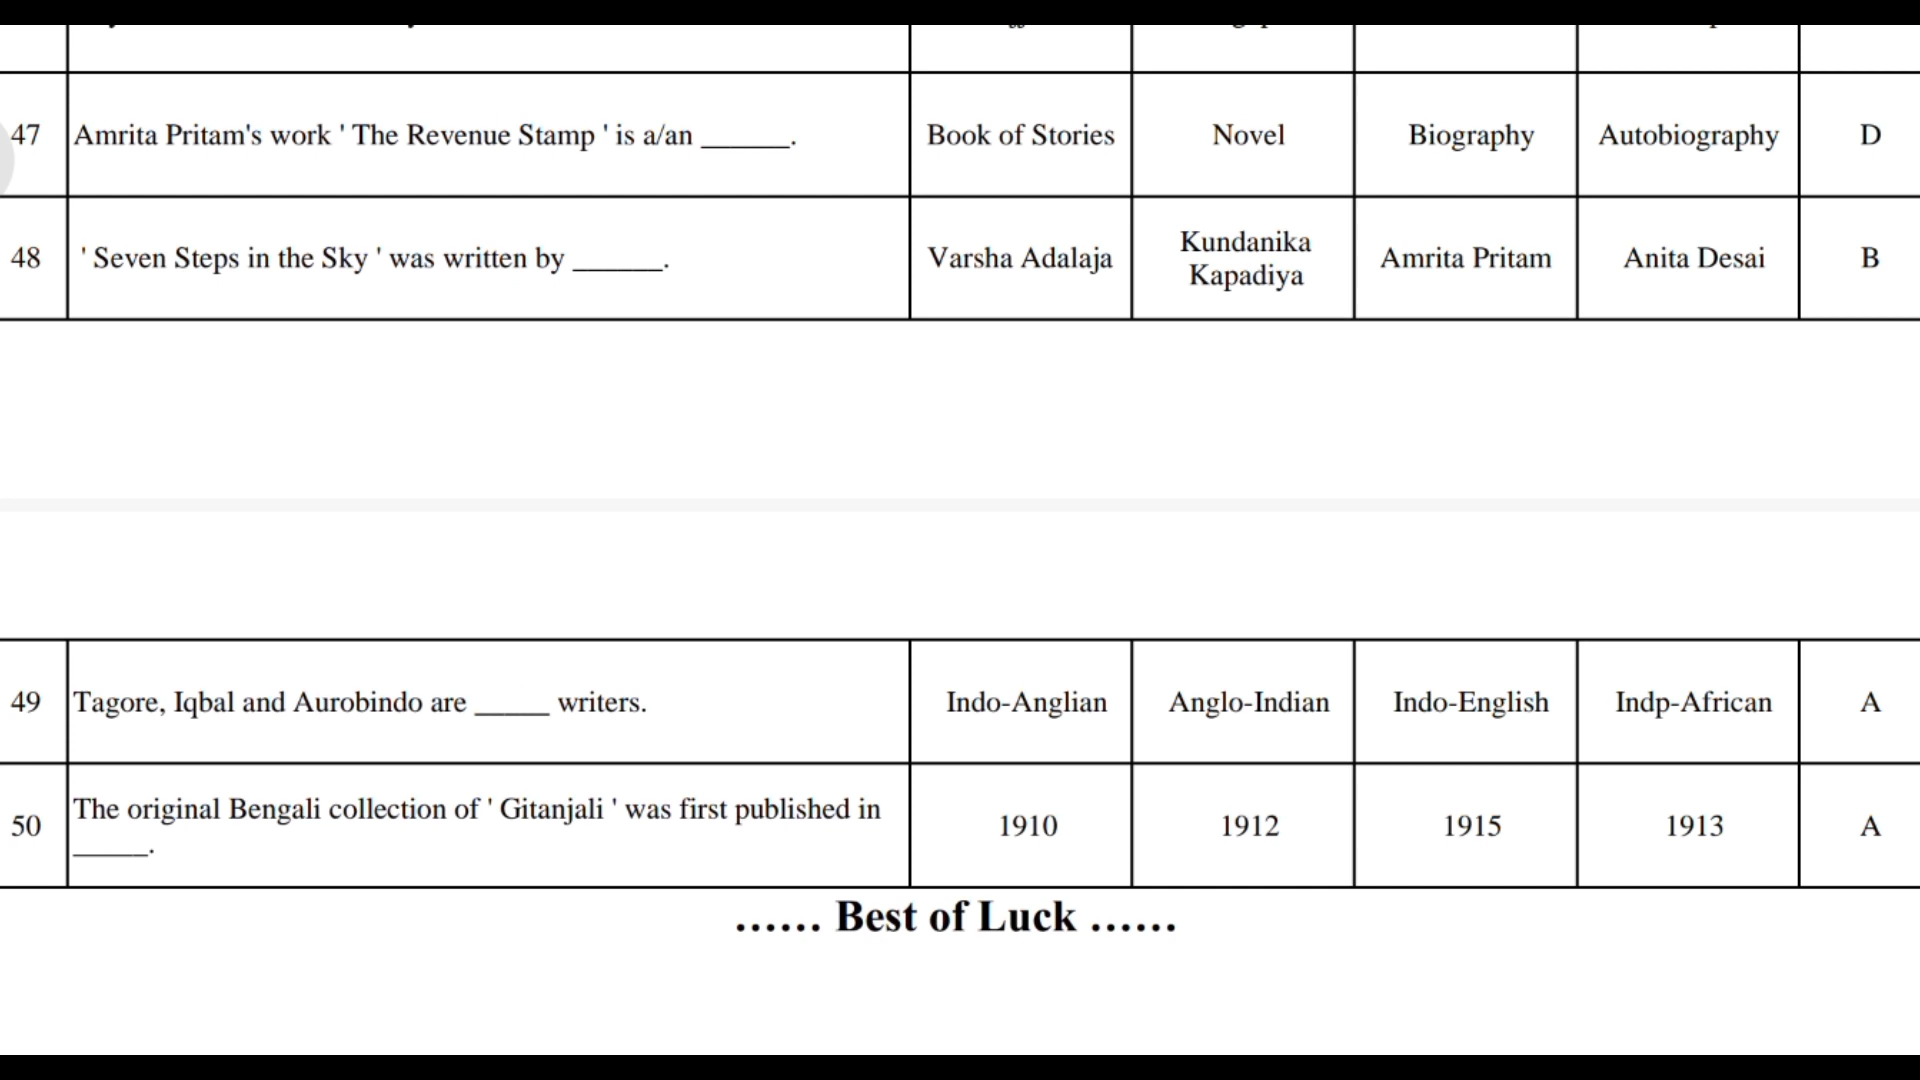 47 Amrita Pritam's work ' The Revenue Stamp ' is a/an ______. Book of Stories Novel Biography Autobiography D
48 ' Seven Steps in the Sky ' was written by ______. Varsha Adalaja Kundanika Kapadiya Amrita Pritam Anita Desai B
49 Tagore, Iqbal and Aurobindo are _____ writers. Indo-Anglian Anglo-Indian Indo-English Indp-African A
50 The original Bengali collection of ' Gitanjali ' was first published in _____. 1910 1912 1915 1913 A
...... Best of Luck ......